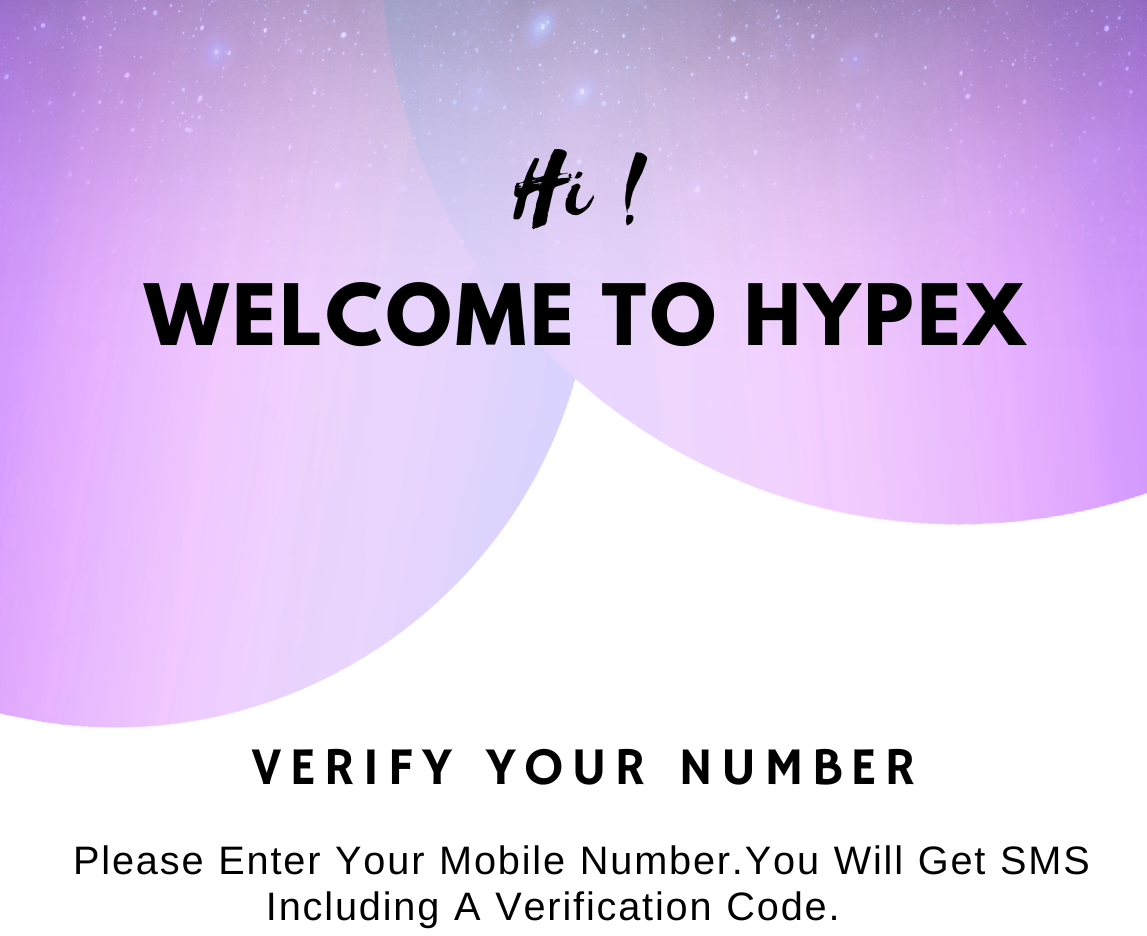 Hi !
WELCOME TO HYPEX
VERIFY YOUR NUMBER
Please Enter Your Mobile Number.You Will Get SMS
Including A Verification Code.